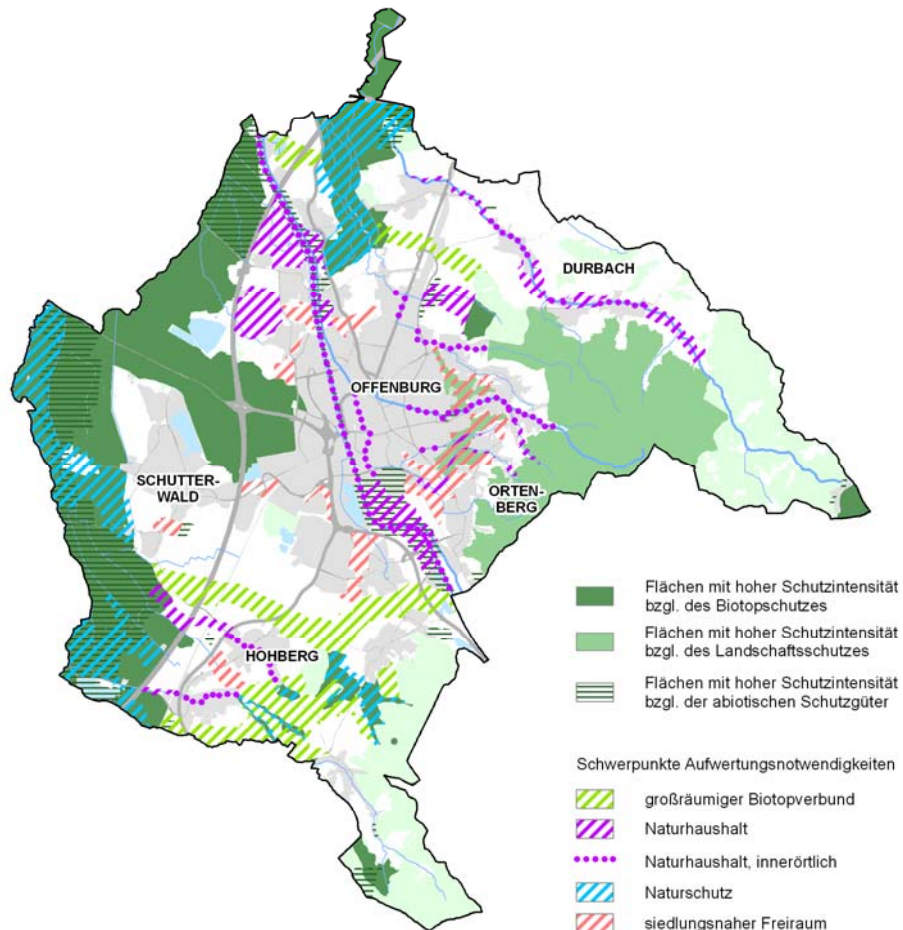 DURBACH
OFFENBURG
SCHUTTER-
WALD
ORTEN-
BERG
HOHBERG
Flächen mit hoher Schutzintensität
bzgl. des Biotopschutzes
Flächen mit hoher Schutzintensität
bzgl. des Landschaftsschutzes
Flächen mit hoher Schutzintensität
bzgl. der abiotischen Schutzgüter
Schwerpunkte Aufwertungsnotwendigkeiten
großräumiger Biotopverbund
Naturhaushalt
Naturhaushalt, innerörtlich
Naturschutz
siedlungsnaher Freiraum